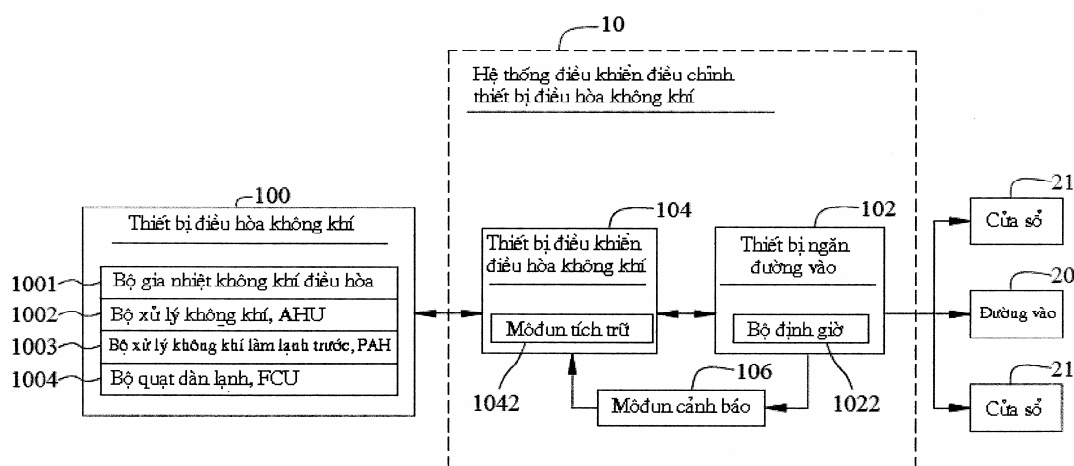 10
Hệ thống điều khiển điều chỉnh
thiết bị điều hòa không khí
100
Thiết bị điều hòa không khí
1001
Bộ gia nhiệt không khí điều hòa
1002
Bộ xử lý không khí, AHU
1003
Bộ xử lý không khí làm lạnh trước, PAH
1004
Bộ quạt dàn lạnh, FCU
104
Thiết bị điều khiển
điều hòa không khí
Môđun tích trữ
1042
102
Thiết bị ngăn
đường vào
Bộ định giờ
1022
106
Môđun cảnh báo
21
Cửa sổ
20
Đường vào
21
Cửa sổ